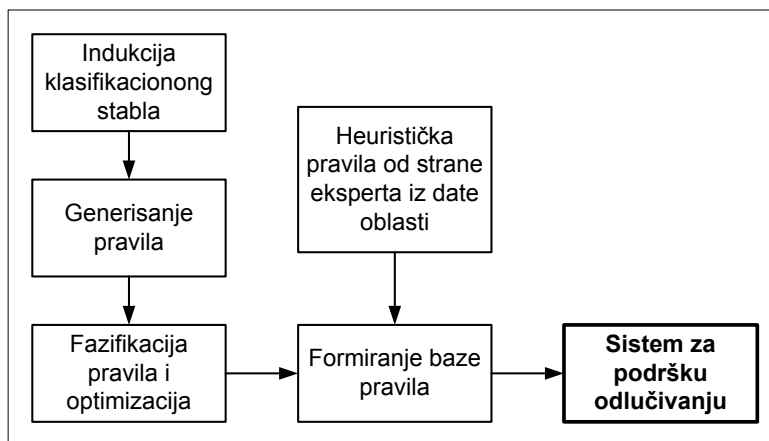 Indukcija
klasifikacionong
stabla
Generisanje
pravila
Fazifikacija
pravila i
optimizacija
Heuristička
pravila od strane
eksperta iz date
oblasti
Formiranje baze
pravila
Sistem za
podršku
odlučivanju